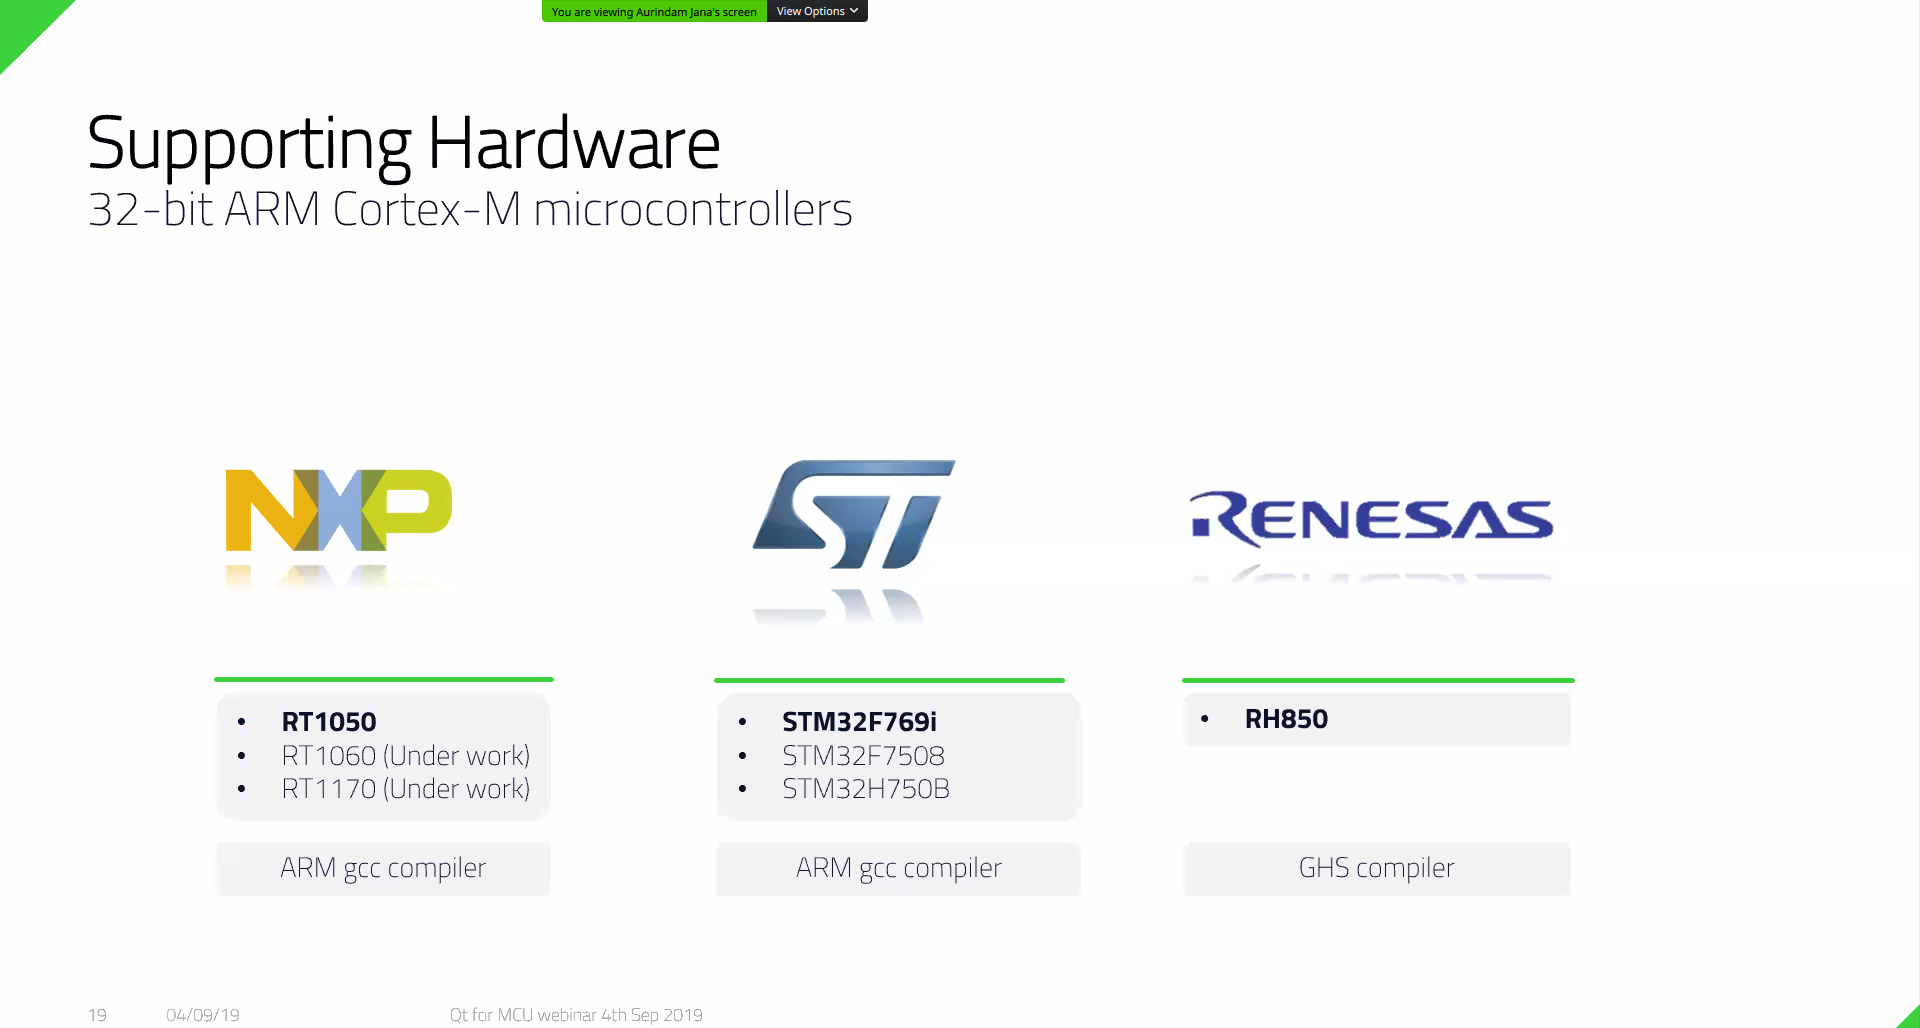 You are viewing Aurindam Jana's screen View Options
Supporting Hardware
32-bit ARM Cortex-M microcontrollers
NXP
ST
RENESAS
• RT1050
• RT1060 (Under work)
• RT1170 (Under work)
ARM gcc compiler
• STM32F769i
• STM32F7508
• STM32H750B
ARM gcc compiler
• RH850
GHS compiler
19 04/09/19 Qt for MCU webinar 4th Sep 2019